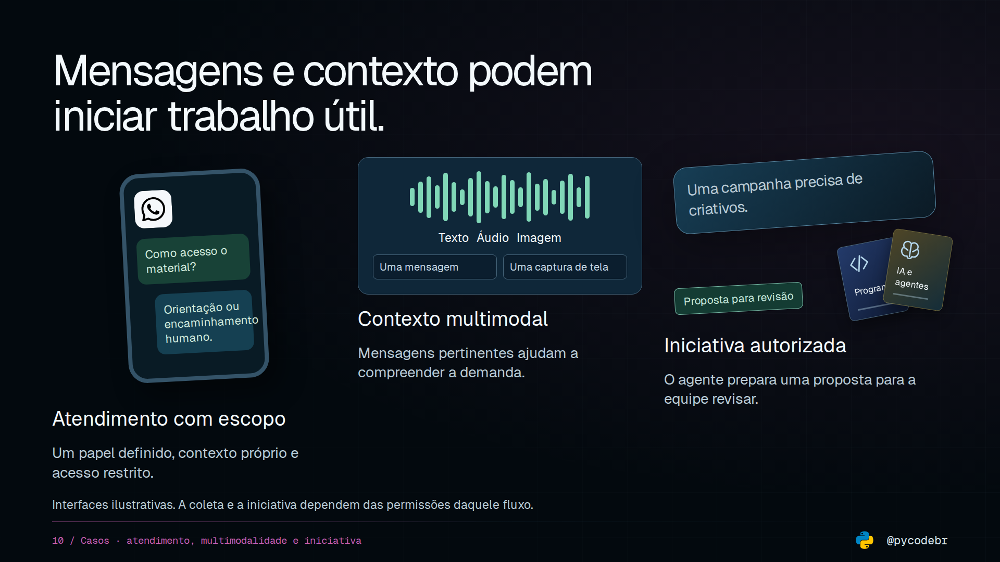 Mensagens e contexto podem
iniciar trabalho útil.
Como acesso o
material?
Orientação ou
encaminhamento
humano.
Atendimento com escopo
Um papel definido, contexto próprio e
acesso restrito.
Texto Áudio Imagem
Uma mensagem
Uma captura de tela
Contexto multimodal
Mensagens pertinentes ajudam a
compreender a demanda.
Uma campanha precisa de
criativos.
Proposta para revisão
IA e
agentes
Iniciativa autorizada
O agente prepara uma proposta para a
equipe revisar.
Interfaces ilustrativas. A coleta e a iniciativa dependem das permissões daquele fluxo.
10 / Casos · atendimento, multimodalidade e iniciativa
@pycodebr